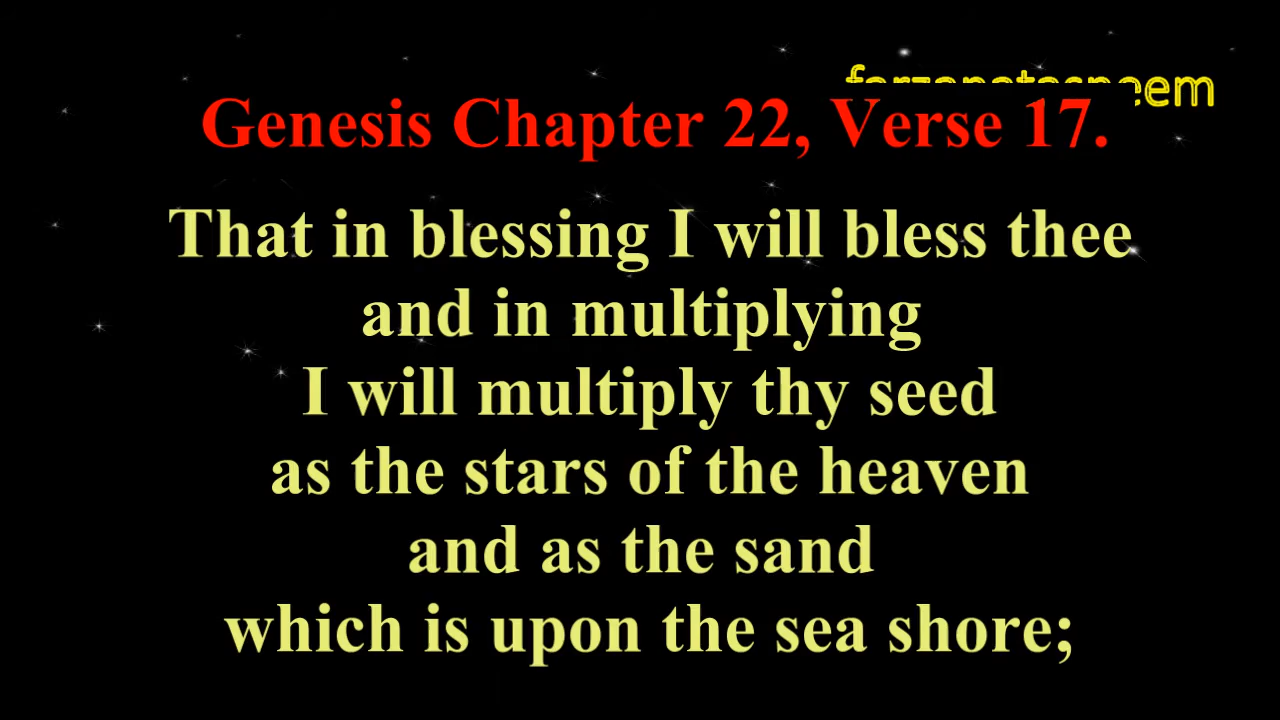 Genesis Chapter 22, Verse 17.
That in blessing I will bless thee
and in multiplying
I will multiply thy seed
as the stars of the heaven
and as the sand
which is upon the sea shore;